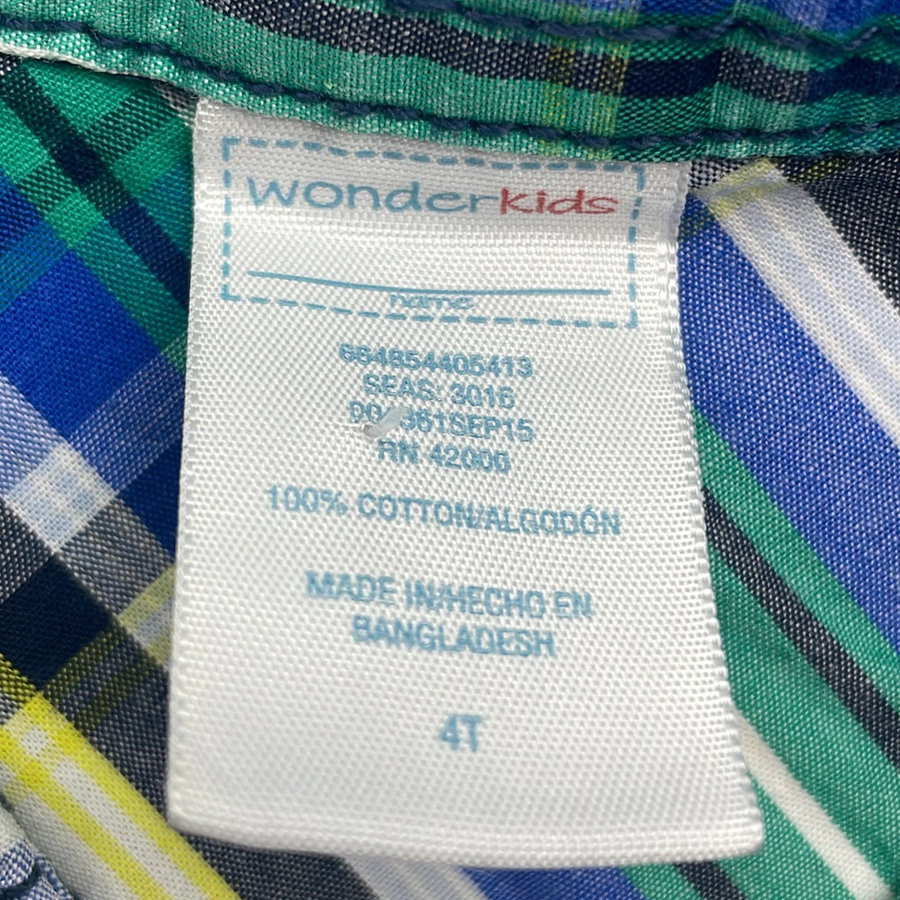 wonderkids
name
664854405413
SEAS: 3016
RN 42000
100% COTTON/ALGODÓN
MADE IN/HECHO EN
BANGLADESH
4T